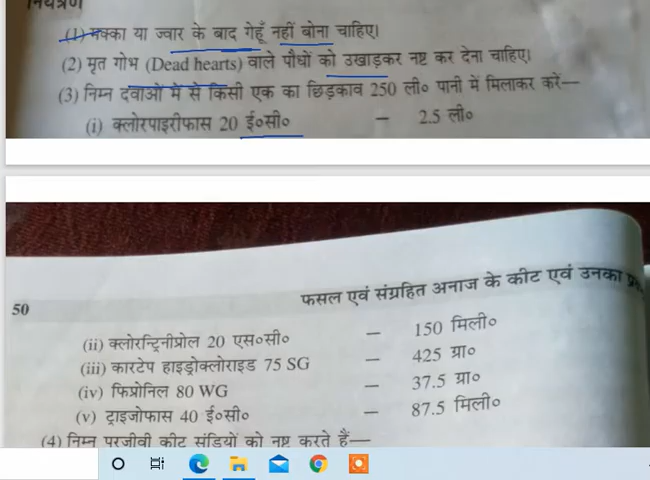 नियंत्रण
(1) मक्का या ज्वार के बाद गेहूँ नहीं बोना चाहिए।
(2) मृत गोभ (Dead hearts) वाले पौधों को उखाड़कर नष्ट कर देना चाहिए।
(3) निम्न दवाओं में से किसी एक का छिड़काव 250 ली० पानी में मिलाकर करें—
(i) क्लोरपाइरीफास 20 ई०सी० – 2.5 ली०
50 फसल एवं संग्रहित अनाज के कीट एवं उनका
(ii) क्लोरन्ट्रिनीप्रोल 20 एस०सी० – 150 मिली०
(iii) कारटेप हाइड्रोक्लोराइड 75 SG – 425 ग्रा०
(iv) फिप्रोनिल 80 WG – 37.5 ग्रा०
(v) ट्राइजोफास 40 ई०सी० – 87.5 मिली०
(4) निम्न परजीवी कीट सूंडियों को नष्ट करते हैं—